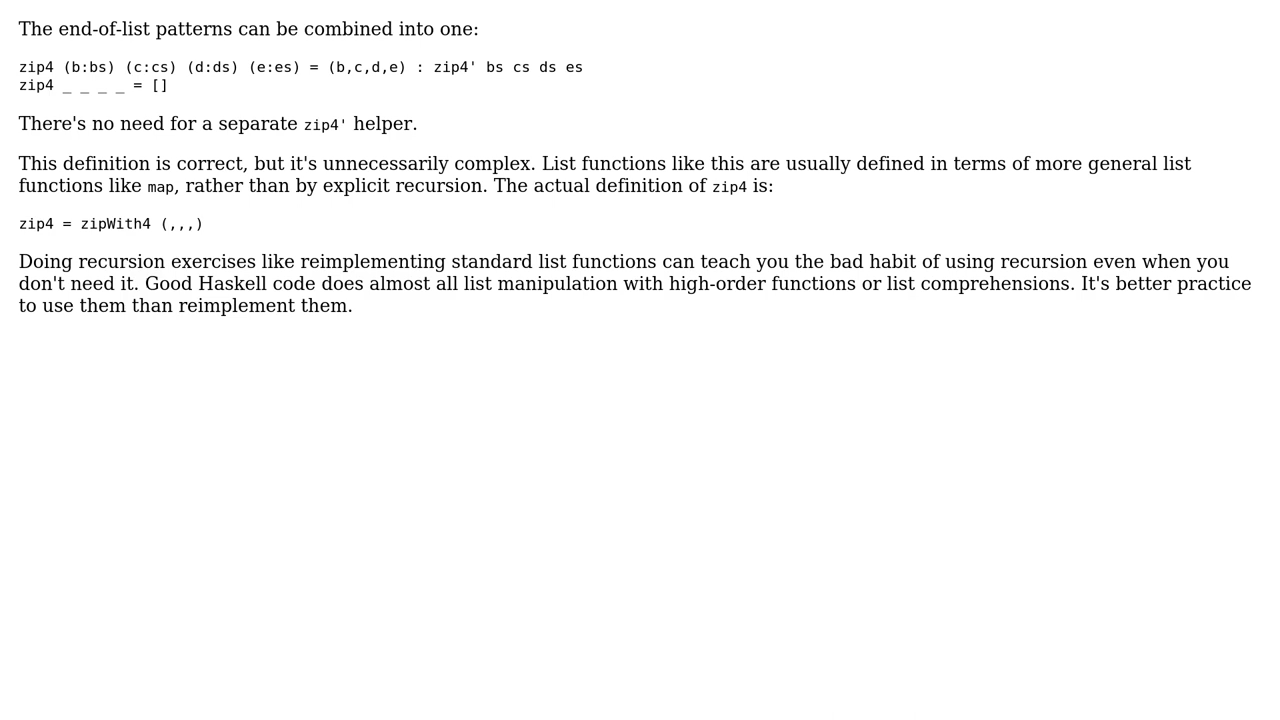 The end-of-list patterns can be combined into one:
zip4 (b:bs) (c:cs) (d:ds) (e:es) = (b,c,d,e) : zip4' bs cs ds es
zip4 _ _ _ _ = []
There's no need for a separate zip4' helper.
This definition is correct, but it's unnecessarily complex. List functions like this are usually defined in terms of more general list
functions like map, rather than by explicit recursion. The actual definition of zip4 is:
zip4 = zipWith4 (,,,)
Doing recursion exercises like reimplementing standard list functions can teach you the bad habit of using recursion even when you
don't need it. Good Haskell code does almost all list manipulation with high-order functions or list comprehensions. It's better practice
to use them than reimplement them.